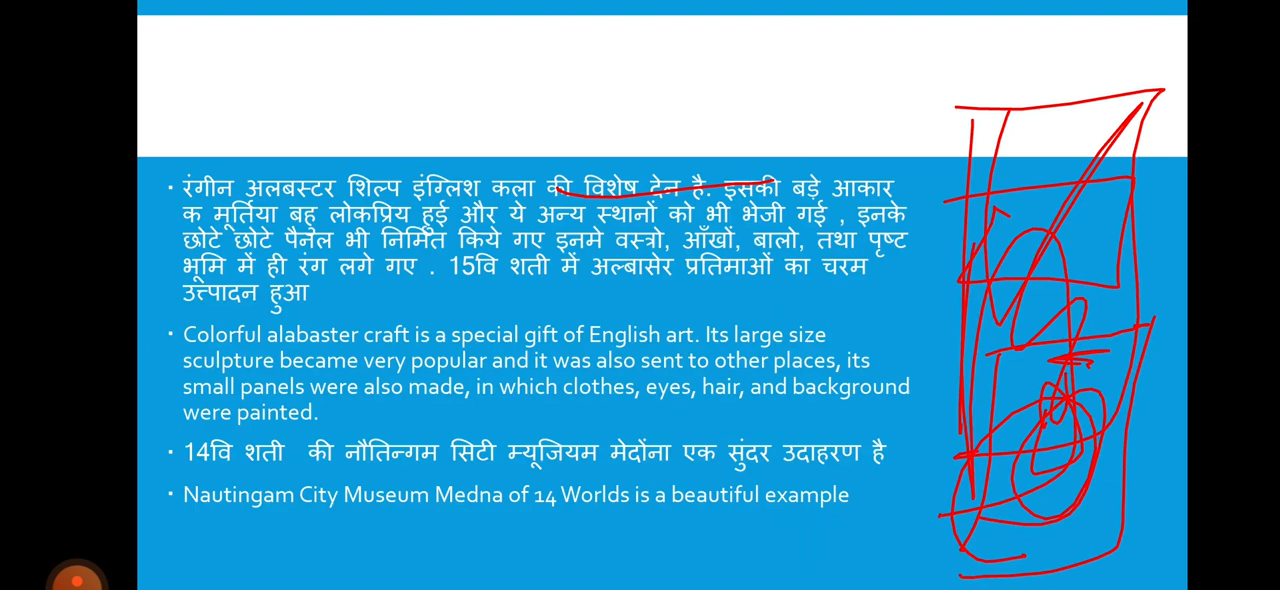 रंगीन अलबस्टर शिल्प इंग्लिश कला की विशेष देन है. इसकी बड़े आकार
क मूर्तिया बहु लोकप्रिय हुई और ये अन्य स्थानों को भी भेजी गई , इनके
छोटे छोटे पैनल भी निर्मित किये गए इनमे वस्त्रो, आँखों, बालो, तथा पृष्ट
भूमि में ही रंग लगे गए . 15वि शती में अल्बासेर प्रतिमाओं का चरम
उत्त्पादन हुआ
Colorful alabaster craft is a special gift of English art. Its large size
sculpture became very popular and it was also sent to other places, its
small panels were also made, in which clothes, eyes, hair, and background
were painted.
14वि शती की नौतिन्गम सिटी म्यूजियम मेदोंना एक सुंदर उदाहरण है
Nautingam City Museum Medna of 14 Worlds is a beautiful example